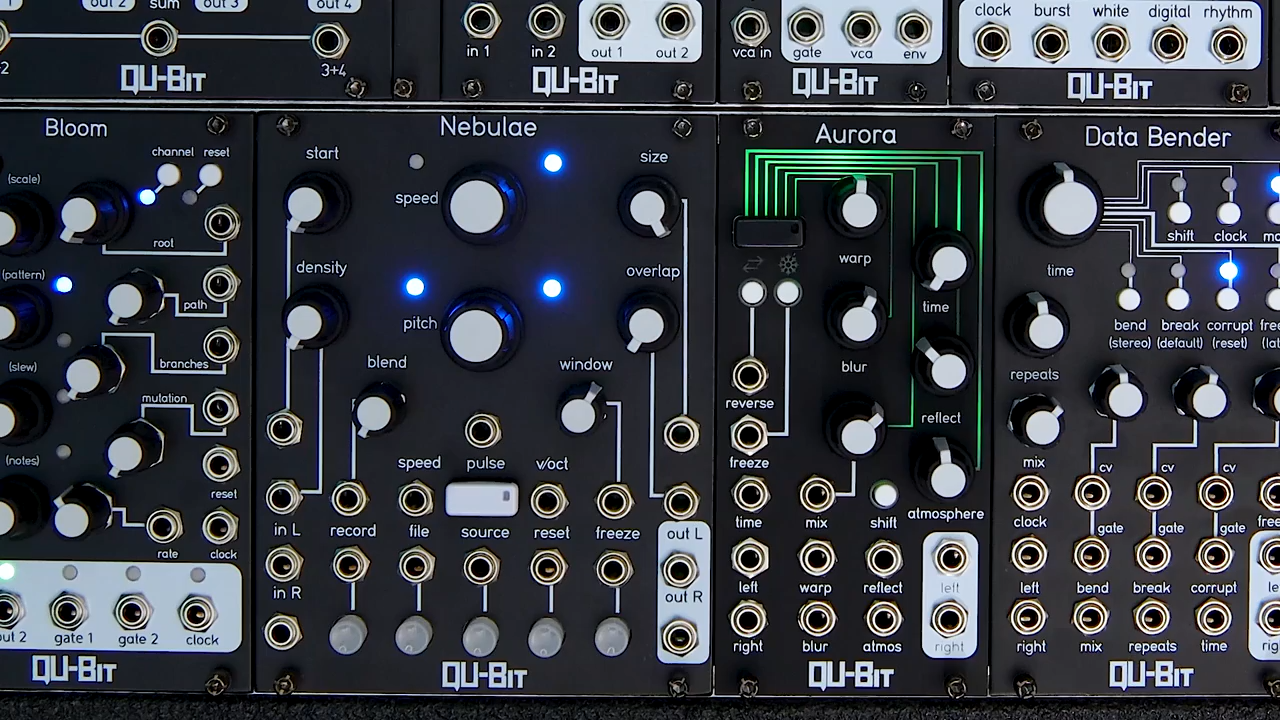 out 2 sum out 3 out 4
3+4
QU-BIT
in 1 in 2 out 1 out 2
QU-BIT
vca in gate vca env
QU-BIT
clock burst white digital rhythm
QU-BIT
Bloom
channel reset
(scale)
root
(pattern)
path
branches
(slew)
mutation
(notes)
reset
rate clock
out 2 gate 1 gate 2 clock
QU-BIT
Nebulae
start size
speed
density overlap
pitch
blend window
speed pulse v/oct
in L record file source reset freeze out L
in R out R
QU-BIT
Aurora
warp
time
blur
reverse
reflect
freeze
time mix shift atmosphere
left warp reflect left
right blur atmos right
QU-BIT
Data Bender
shift clock
time
bend break corrupt
(stereo) (default) (reset)
repeats
mix
cv cv cv
clock gate gate gate
left bend break corrupt
right mix repeats time
QU-BIT